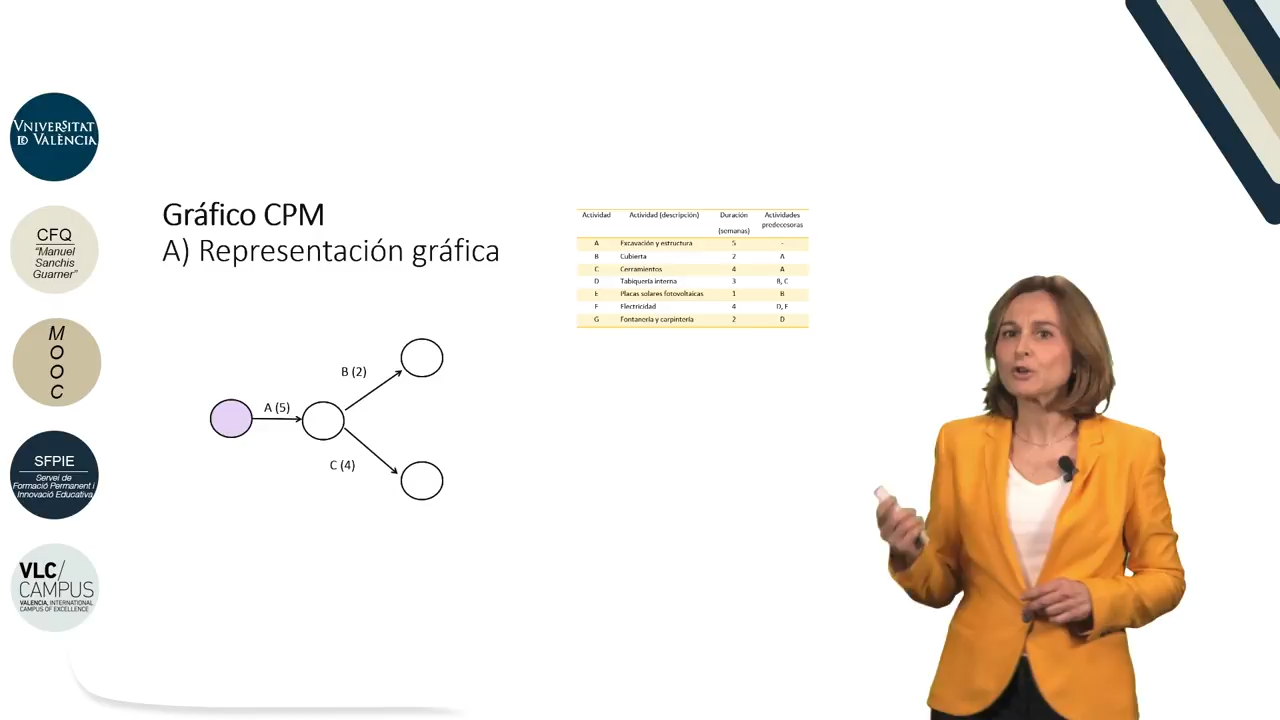 VNIVERSITAT
ID VALÈNCIA
CFQ
"Manuel
Sanchis
Guarner"
M
O
O
C
SFPIE
Servei de
Formació Permanent i
Innovació Educativa
VLC/
CAMPUS
VALENCIA, INTERNATIONAL
CAMPUS OF EXCELLENCE
Gráfico CPM
A) Representación gráfica
Actividad Actividad (descripción) Duración (semanas) Actividades predecesoras
A Excavación y estructura 5 -
B Cubierta 2 A
C Cerramientos 4 A
D Tabiquería interna 3 B, C
E Placas solares fotovoltaicas 1 B
F Electricidad 4 D, E
G Fontanería y carpintería 2 D
B (2)
A (5)
C (4)